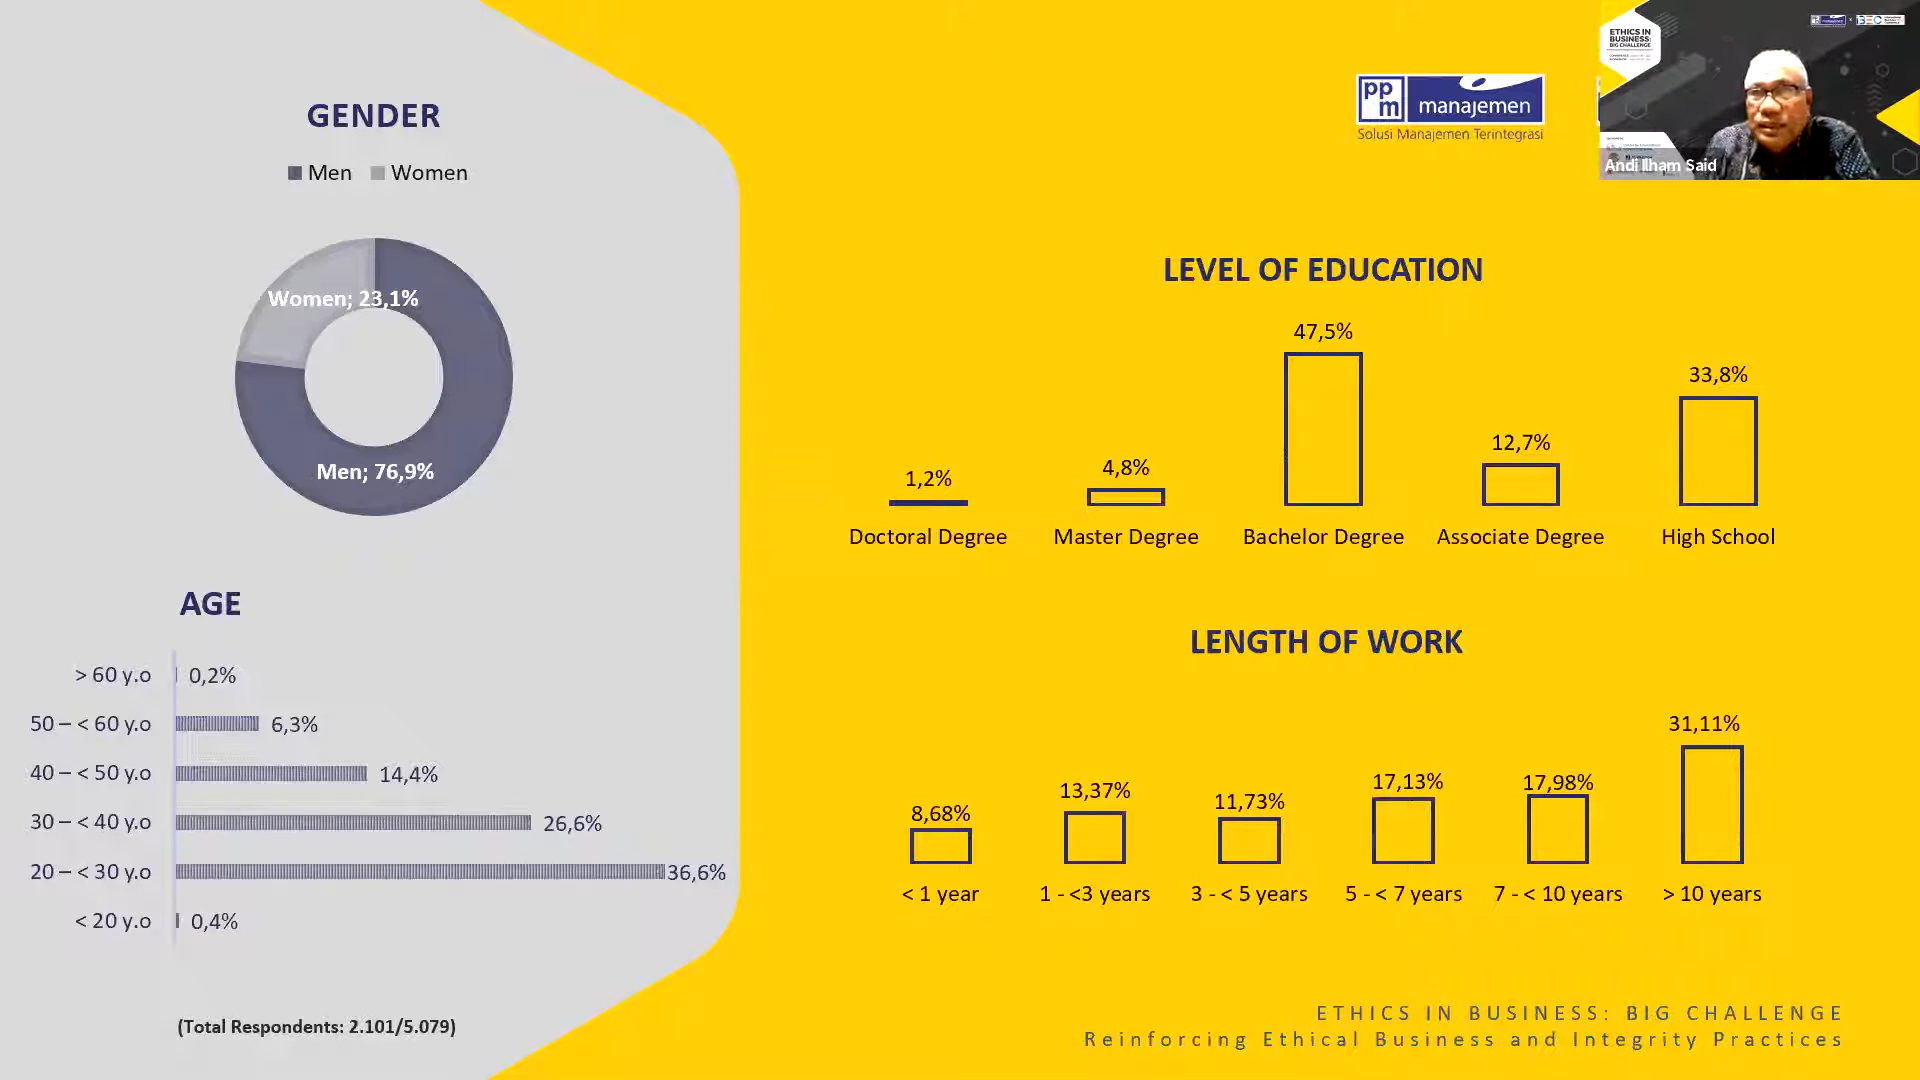 GENDER
Men Women
Women; 23,1%
Men; 76,9%
AGE
> 60 y.o 0,2%
50 – < 60 y.o 6,3%
40 – < 50 y.o 14,4%
30 – < 40 y.o 26,6%
20 – < 30 y.o 36,6%
< 20 y.o 0,4%
(Total Respondents: 2.101/5.079)
ppm manajemen
Solusi Manajemen Terintegrasi
ETHICS IN
BUSINESS:
BIG CHALLENGE
Andi Ilham Said
LEVEL OF EDUCATION
1,2% 4,8% 47,5% 12,7% 33,8%
Doctoral Degree Master Degree Bachelor Degree Associate Degree High School
LENGTH OF WORK
8,68% 13,37% 11,73% 17,13% 17,98% 31,11%
< 1 year 1 - <3 years 3 - < 5 years 5 - < 7 years 7 - < 10 years > 10 years
ETHICS IN BUSINESS: BIG CHALLENGE
Reinforcing Ethical Business and Integrity Practices